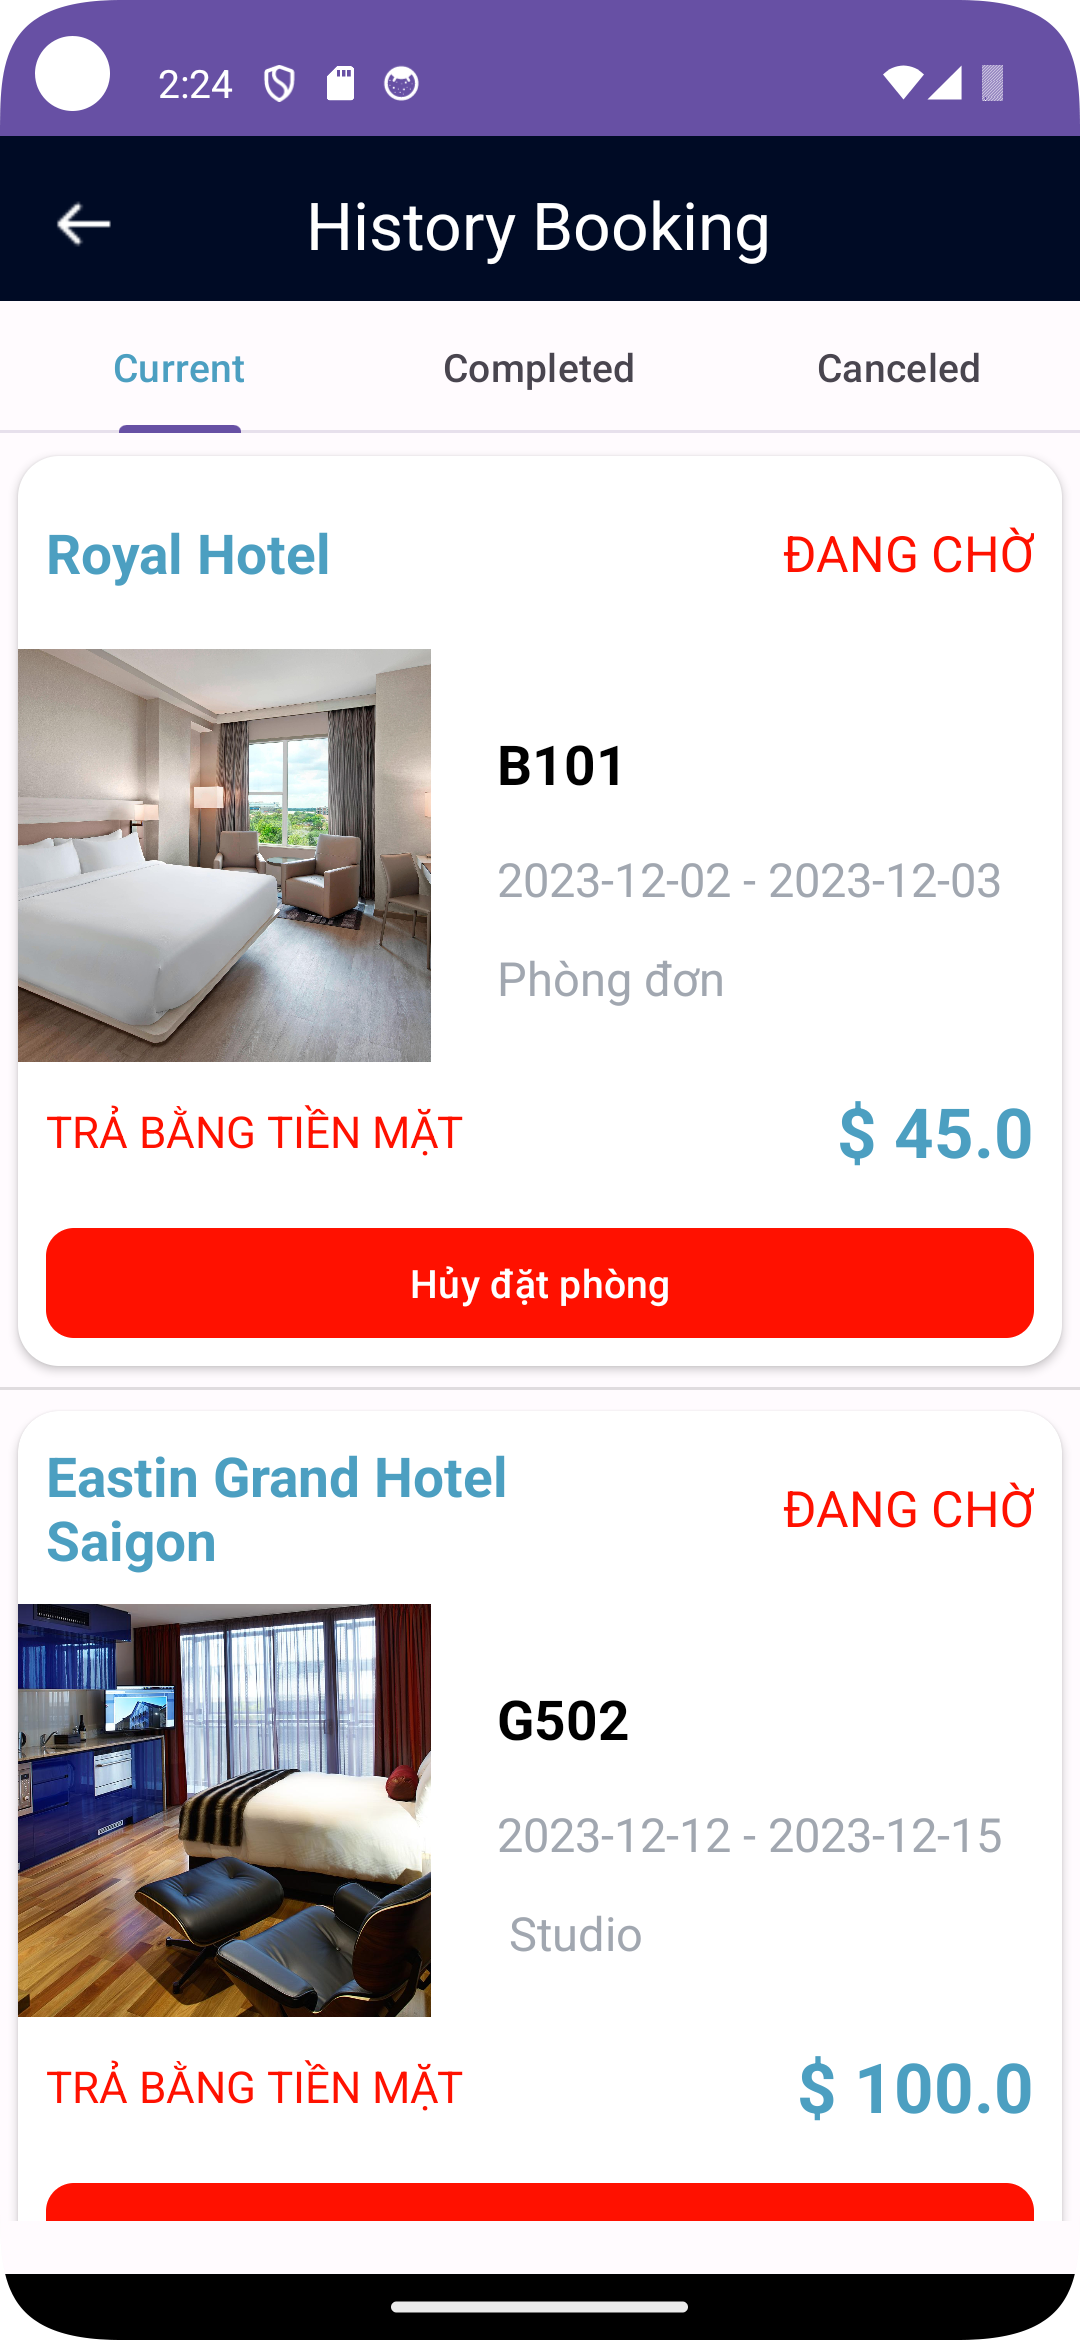 2:24
History Booking
Current
Completed
Canceled
Royal Hotel
ĐANG CHỜ
B101
2023-12-02 - 2023-12-03
Phòng đơn
TRẢ BẰNG TIỀN MẶT
$ 45.0
Hủy đặt phòng
Eastin Grand Hotel
Saigon
ĐANG CHỜ
G502
2023-12-12 - 2023-12-15
Studio
TRẢ BẰNG TIỀN MẶT
$ 100.0